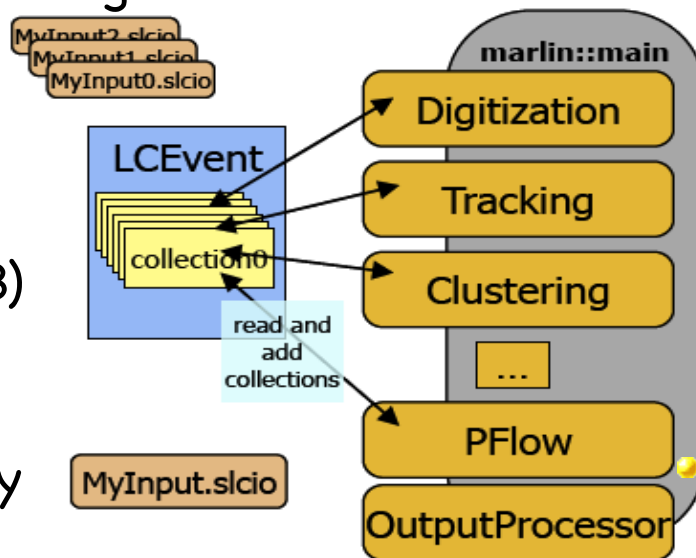 g
MyInput2.slcio
MyInput1.slcio
MyInput0.slcio
marlin::main
Digitization
LCEvent
Tracking
collection0
3)
Clustering
read and
add
collections
...
PFlow
y
MyInput.slcio
OutputProcessor